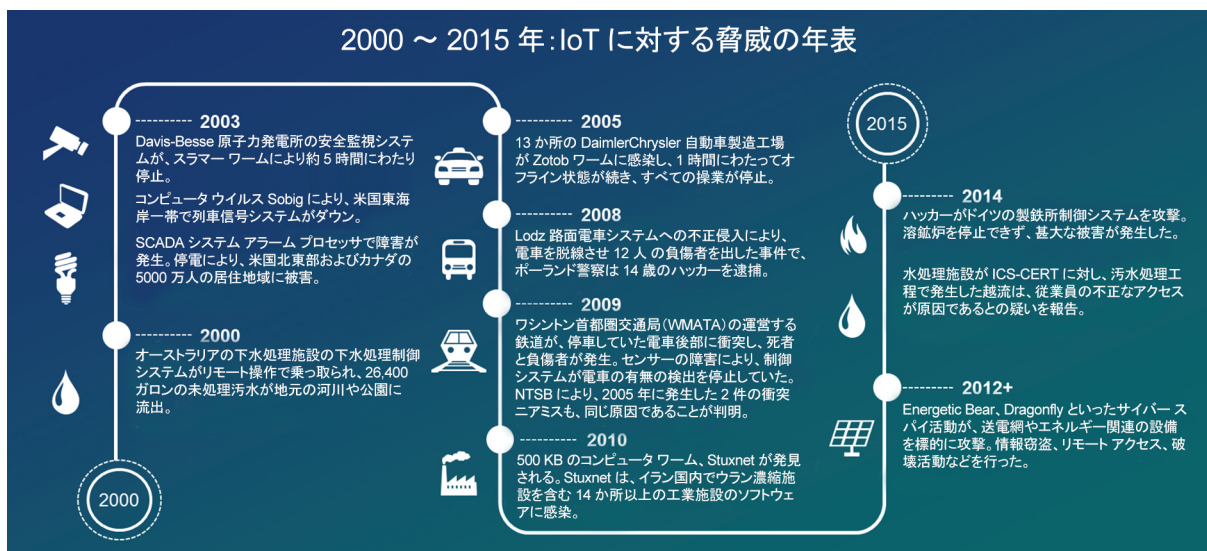 2000 ～ 2015 年：IoT に対する脅威の年表
---------- 2003
Davis-Besse 原子力発電所の安全監視システ
ムが、スラマー ワームにより約 5 時間にわたり
停止。
コンピュータ ウイルス Sobig により、米国東海
岸一帯で列車信号システムがダウン。
SCADA システム アラーム プロセッサで障害が
発生。停電により、米国北東部およびカナダの
5000 万人の居住地域に被害。
---------- 2000
オーストラリアの下水処理施設の下水処理制御
システムがリモート操作で乗っ取られ、26,400
ガロンの未処理汚水が地元の河川や公園に
流出。
2000
---------- 2005
13 か所の DaimlerChrysler 自動車製造工場
が Zotob ワームに感染し、1 時間にわたってオ
フライン状態が続き、すべての操業が停止。
---------- 2008
Lodz 路面電車システムへの不正侵入により、
電車を脱線させ 12 人 の負傷者を出した事件で、
ポーランド警察は 14 歳のハッカーを逮捕。
---------- 2009
ワシントン首都圏交通局（WMATA）の運営する
鉄道が、停車していた電車後部に衝突し、死者
と負傷者が発生。センサーの障害により、制御
システムが電車の有無の検出を停止していた。
NTSB により、2005 年に発生した 2 件の衝突
ニアミスも、同じ原因であることが判明。
---------- 2010
500 KB のコンピュータ ワーム、Stuxnet が発見
される。Stuxnet は、イラン国内でウラン濃縮施
設を含む 14 か所以上の工業施設のソフトウェ
アに感染。
2015
--------- 2014
ハッカーがドイツの製鉄所制御システムを攻撃。
溶鉱炉を停止できず、甚大な被害が発生した。
水処理施設が ICS-CERT に対し、汚水処理工
程で発生した越流は、従業員の不正なアクセス
が原因であるとの疑いを報告。
--------- 2012+
Energetic Bear、Dragonfly といったサイバー ス
パイ活動が、送電網やエネルギー関連の設備
を標的に攻撃。情報窃盗、リモート アクセス、破
壊活動などを行った。